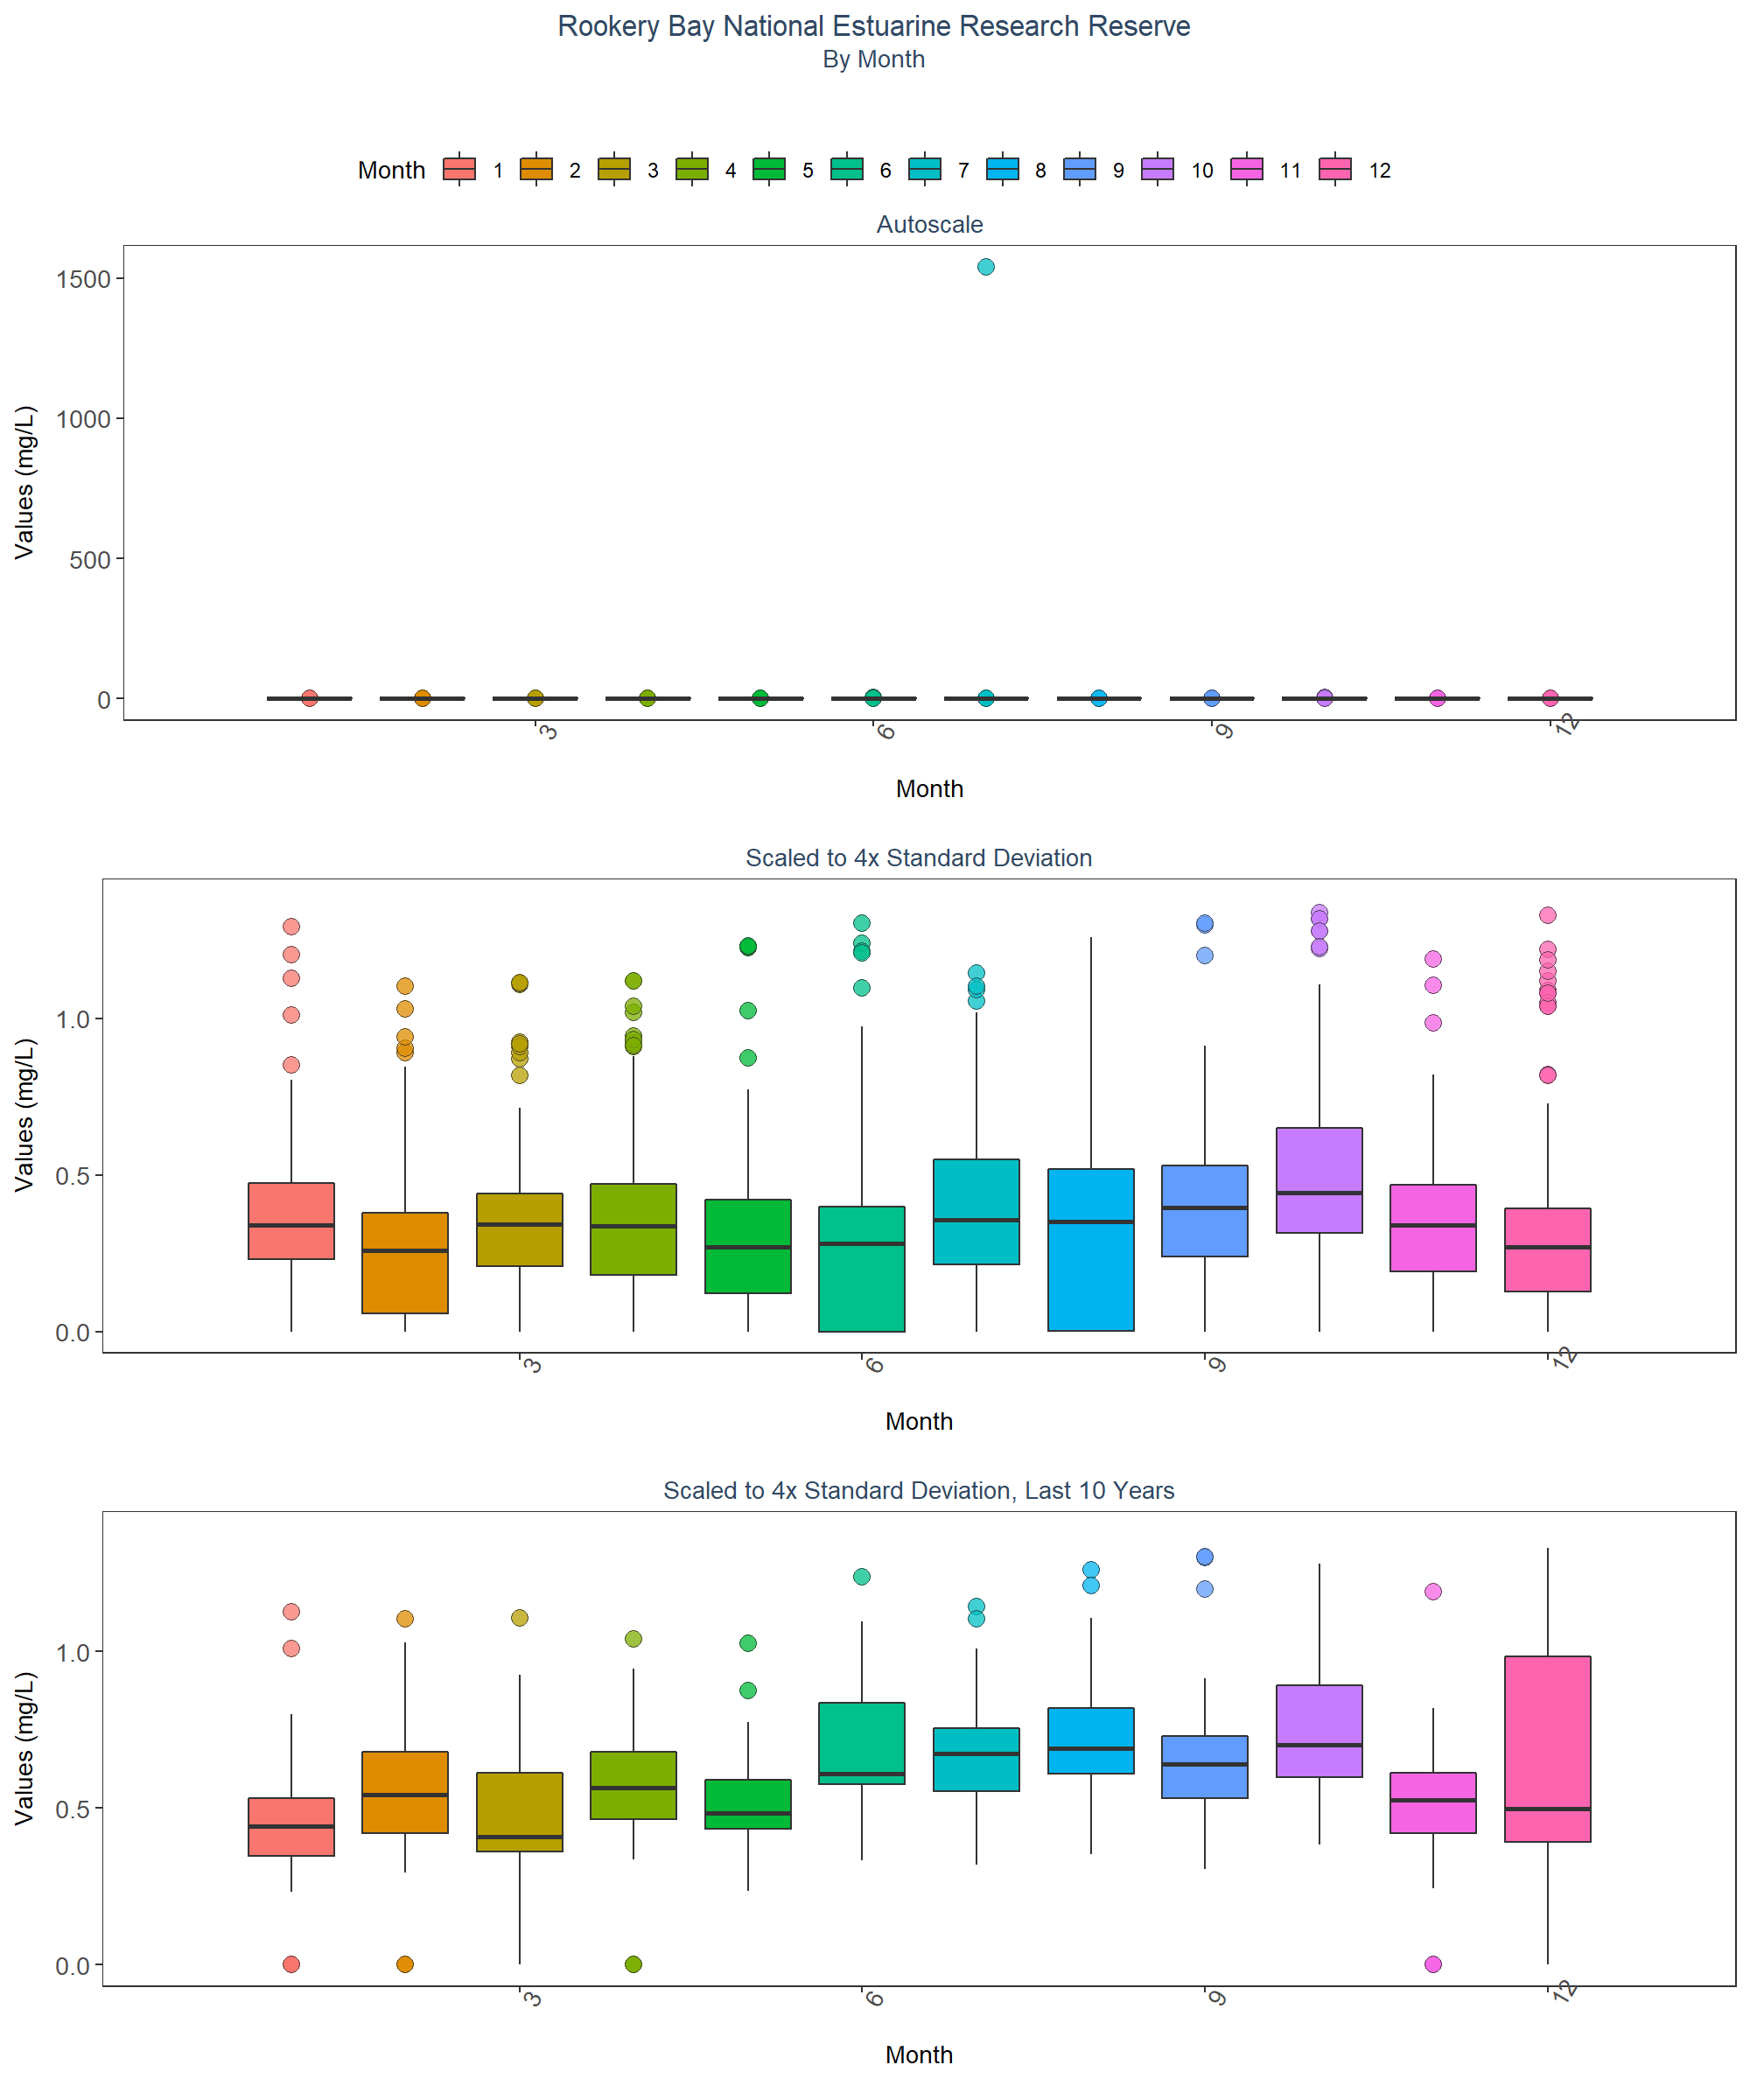 Rookery Bay National Estuarine Research Reserve
By Month
Month 1 2 3 4 5 6 7 8 9 10 11 12
Autoscale
Values (mg/L)
1500
1000
500
0
3 6 9 12
Month
Scaled to 4x Standard Deviation
Values (mg/L)
1.0
0.5
0.0
3 6 9 12
Month
Scaled to 4x Standard Deviation, Last 10 Years
Values (mg/L)
1.0
0.5
0.0
3 6 9 12
Month